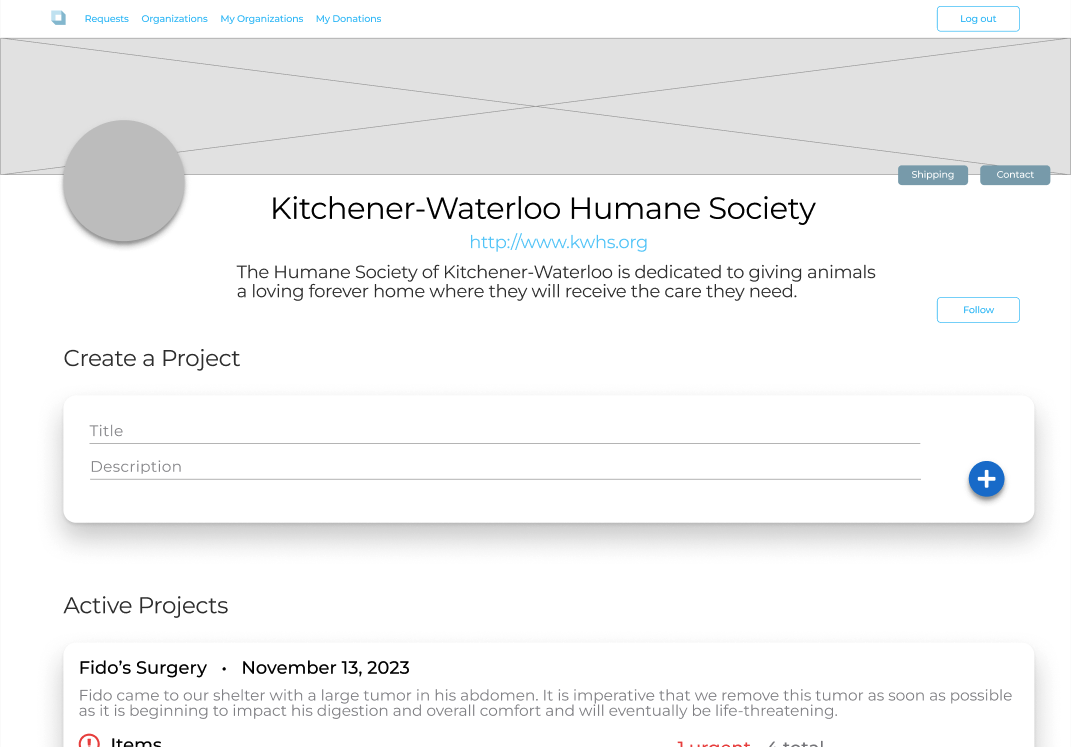 Requests Organizations My Organizations My Donations Log out
Shipping Contact
Kitchener-Waterloo Humane Society
http://www.kwhs.org
The Humane Society of Kitchener-Waterloo is dedicated to giving animals
a loving forever home where they will receive the care they need.
Follow
Create a Project
Title
Description
Active Projects
Fido’s Surgery • November 13, 2023
Fido came to our shelter with a large tumor in his abdomen. It is imperative that we remove this tumor as soon as possible
as it is beginning to impact his digestion and overall comfort and will eventually be life-threatening.
Items 1 urgent 4 total